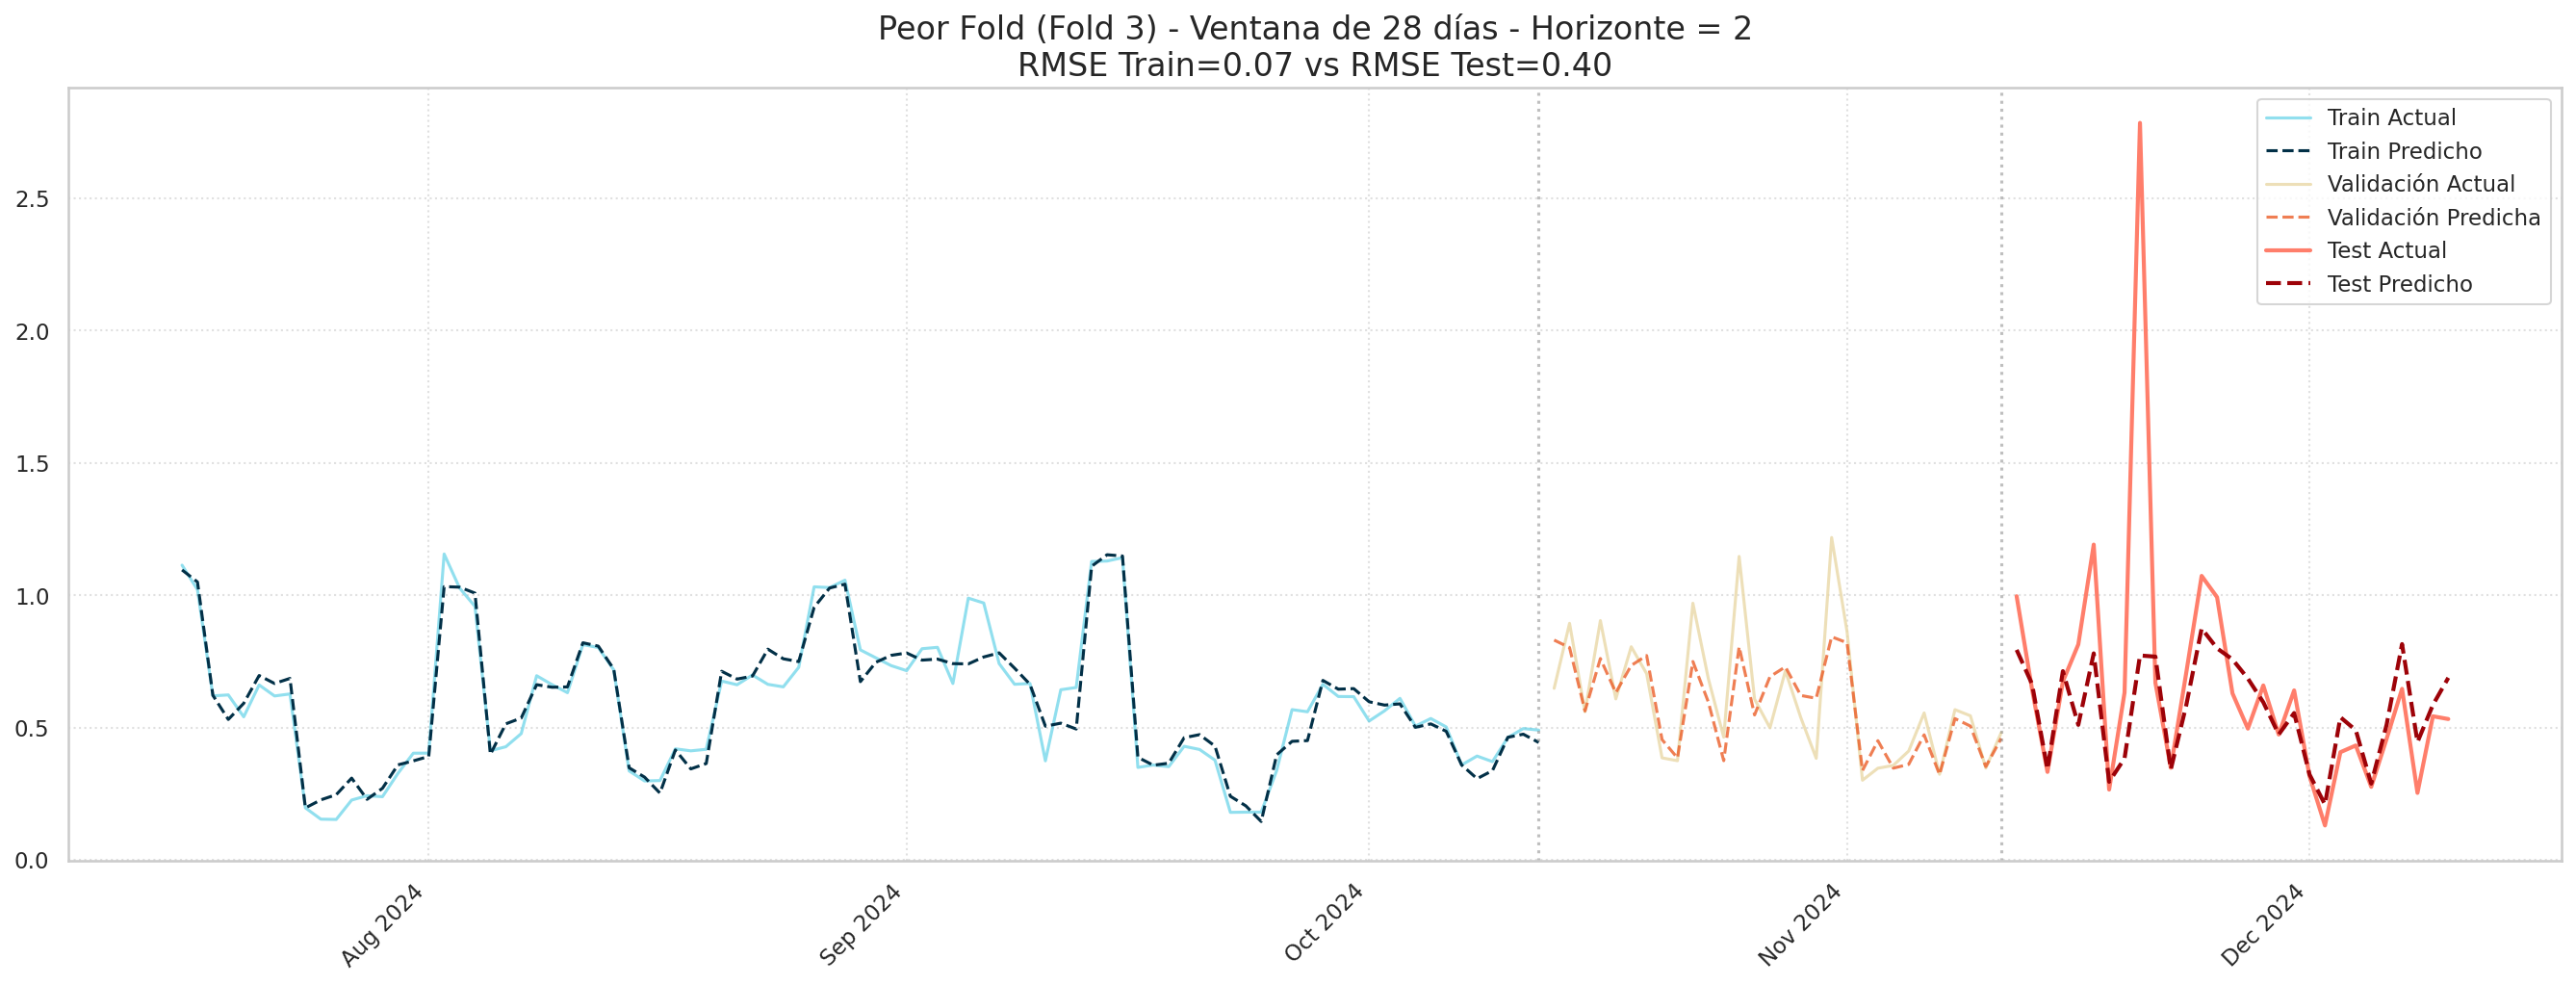 Peor Fold (Fold 3) - Ventana de 28 días - Horizonte = 2
RMSE Train=0.07 vs RMSE Test=0.40
Train Actual
Train Predicho
Validación Actual
Validación Predicha
Test Actual
Test Predicho
2.5
2.0
1.5
1.0
0.5
0.0
Aug 2024
Sep 2024
Oct 2024
Nov 2024
Dec 2024